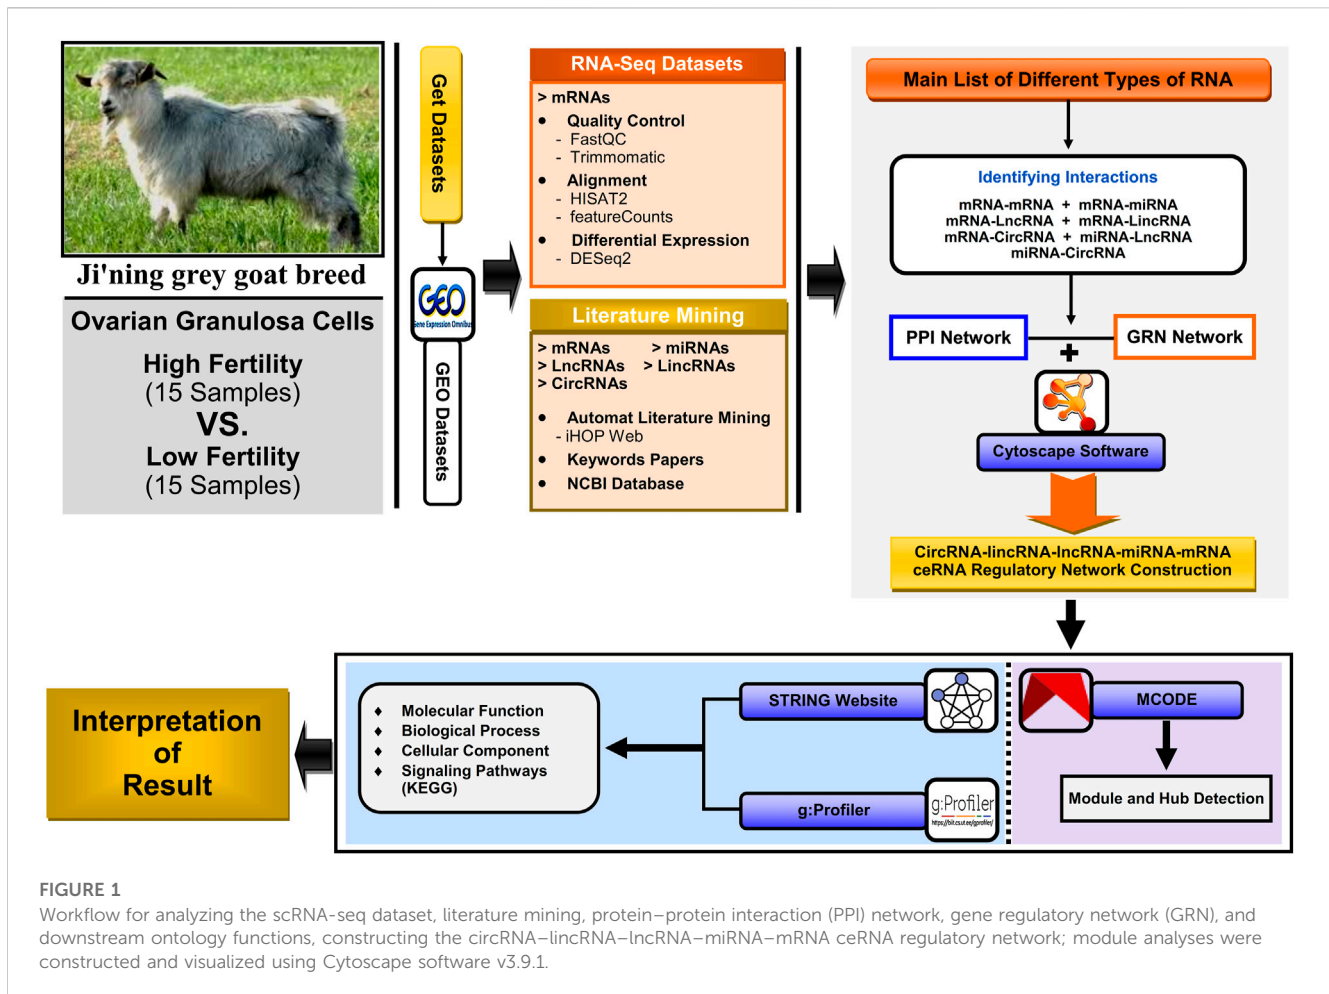 Ji'ning grey goat breed
Ovarian Granulosa Cells
High Fertility
(15 Samples)
VS.
Low Fertility
(15 Samples)
Get Datasets
GEO
Gene Expression Omnibus
GEO Datasets
RNA-Seq Datasets
> mRNAs
● Quality Control
- FastQC
- Trimmomatic
● Alignment
- HISAT2
- featureCounts
● Differential Expression
- DESeq2
Literature Mining
> mRNAs > miRNAs
> LncRNAs > LincRNAs
> CircRNAs
● Automat Literature Mining
- iHOP Web
● Keywords Papers
● NCBI Database
Main List of Different Types of RNA
Identifying Interactions
mRNA-mRNA + mRNA-miRNA
mRNA-LncRNA + mRNA-LincRNA
mRNA-CircRNA + miRNA-LncRNA
miRNA-CircRNA
PPI Network
+
GRN Network
Cytoscape Software
CircRNA-lincRNA-lncRNA-miRNA-mRNA
ceRNA Regulatory Network Construction
Interpretation
of
Result
♦ Molecular Function
♦ Biological Process
♦ Cellular Component
♦ Signaling Pathways
(KEGG)
STRING Website
g:Profiler
g:Profiler
https://biit.cs.ut.ee/gprofiler/
MCODE
Module and Hub Detection
FIGURE 1
Workflow for analyzing the scRNA-seq dataset, literature mining, protein–protein interaction (PPI) network, gene regulatory network (GRN), and
downstream ontology functions, constructing the circRNA–lincRNA–lncRNA–miRNA–mRNA ceRNA regulatory network; module analyses were
constructed and visualized using Cytoscape software v3.9.1.